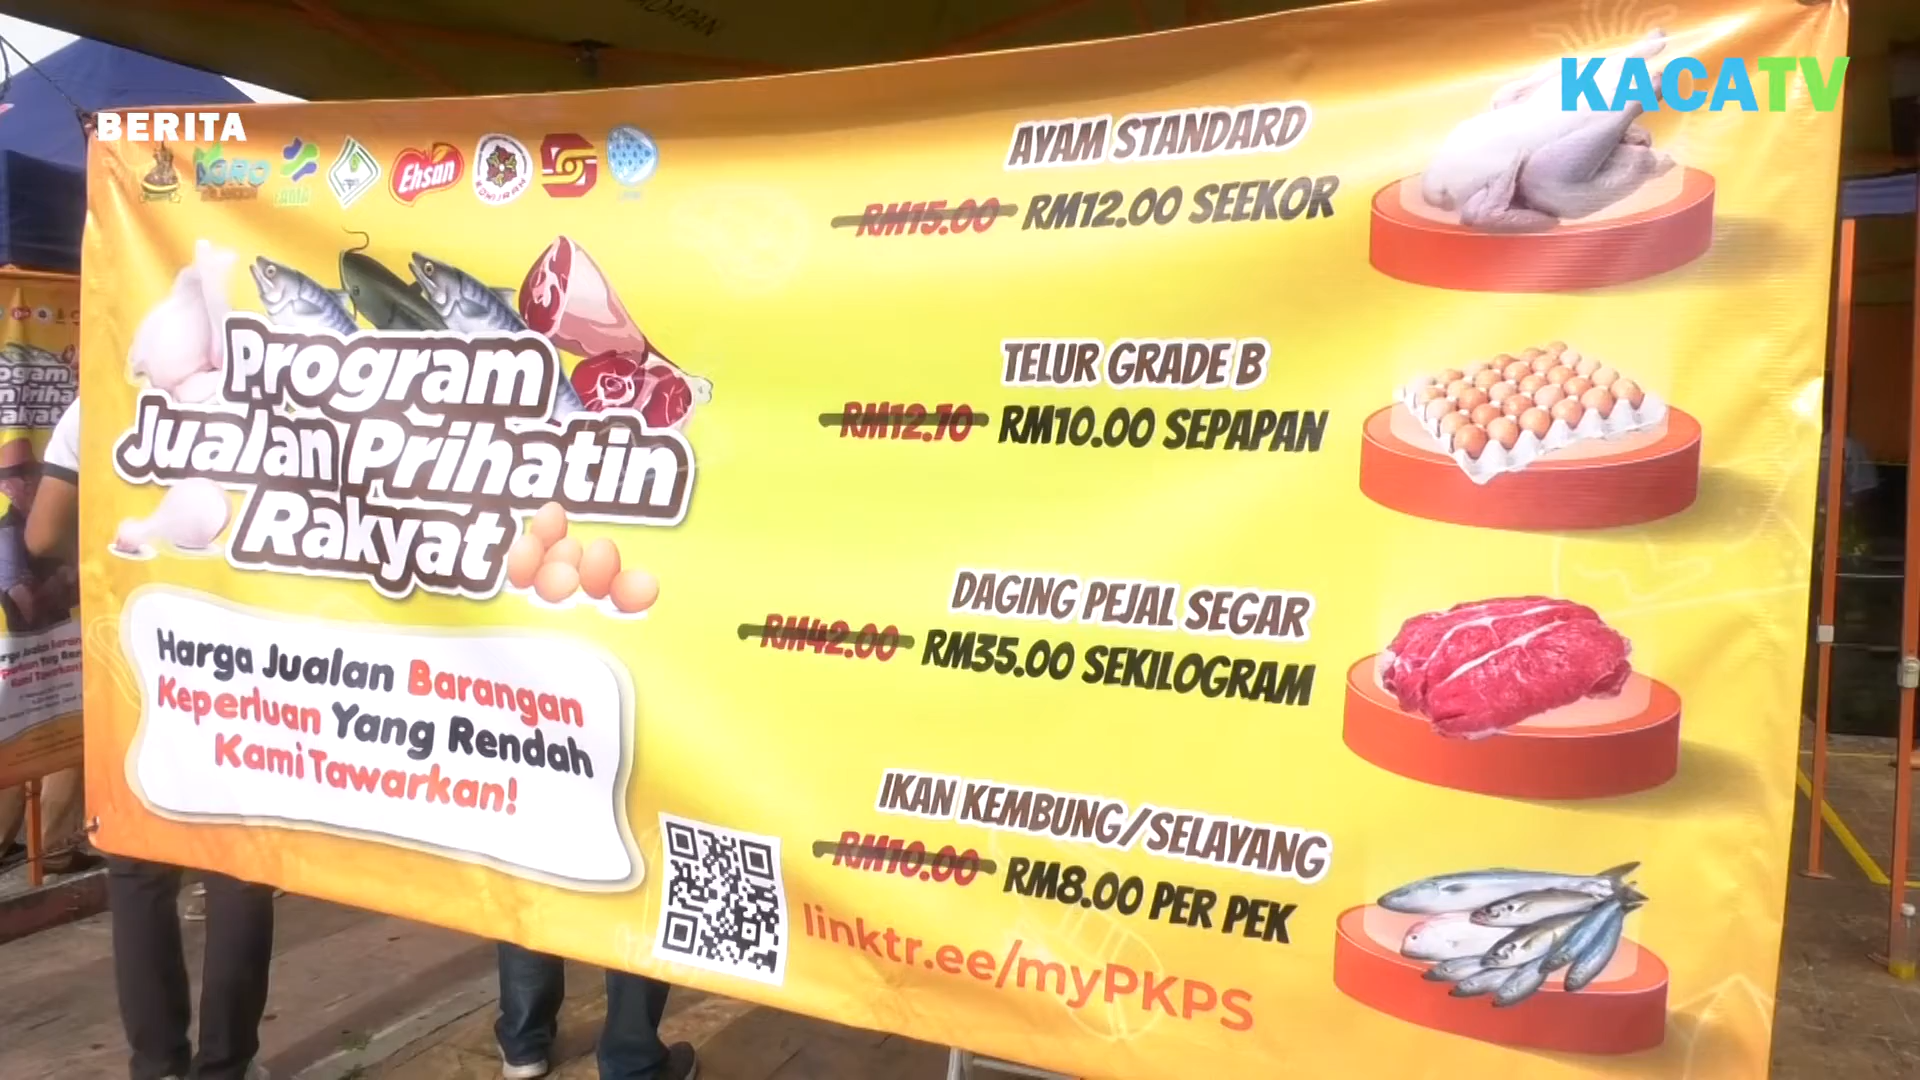 KACATV
BERITA
Ehsan
Program
Jualan Prihatin
Rakyat
Harga Jualan Barangan
Keperluan Yang Rendah
Kami Tawarkan!
AYAM STANDARD
RM15.00 RM12.00 SEEKOR
TELUR GRADE B
RM12.10 RM10.00 SEPAPAN
DAGING PEJAL SEGAR
RM42.00 RM35.00 SEKILOGRAM
IKAN KEMBUNG/SELAYANG
RM10.00 RM8.00 PER PEK
linktr.ee/myPKPS